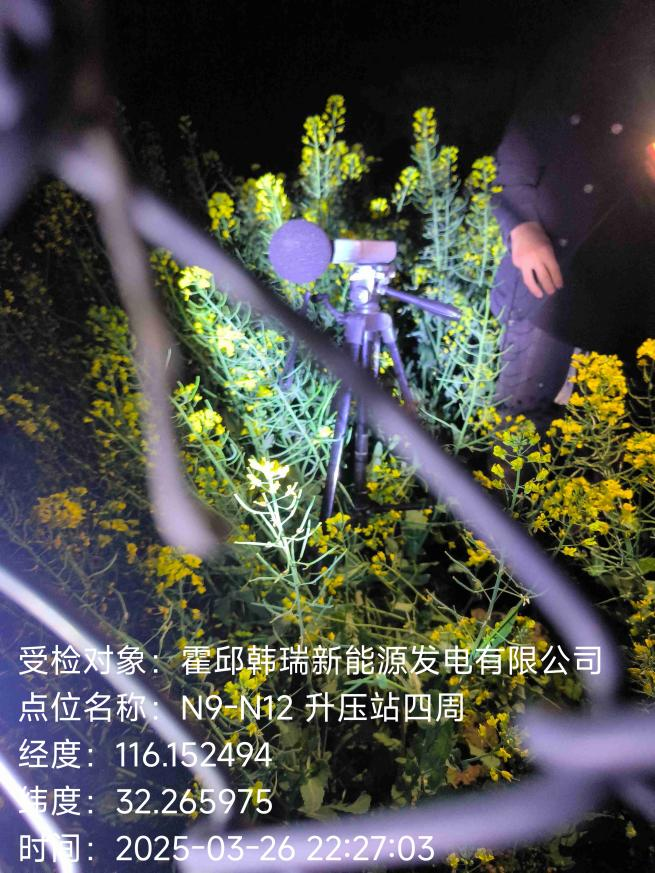 受检对象：霍邱韩瑞新能源发电有限公司
点位名称：N9-N12 升压站四周
经度：116.152494
纬度：32.265975
时间：2025-03-26 22:27:03